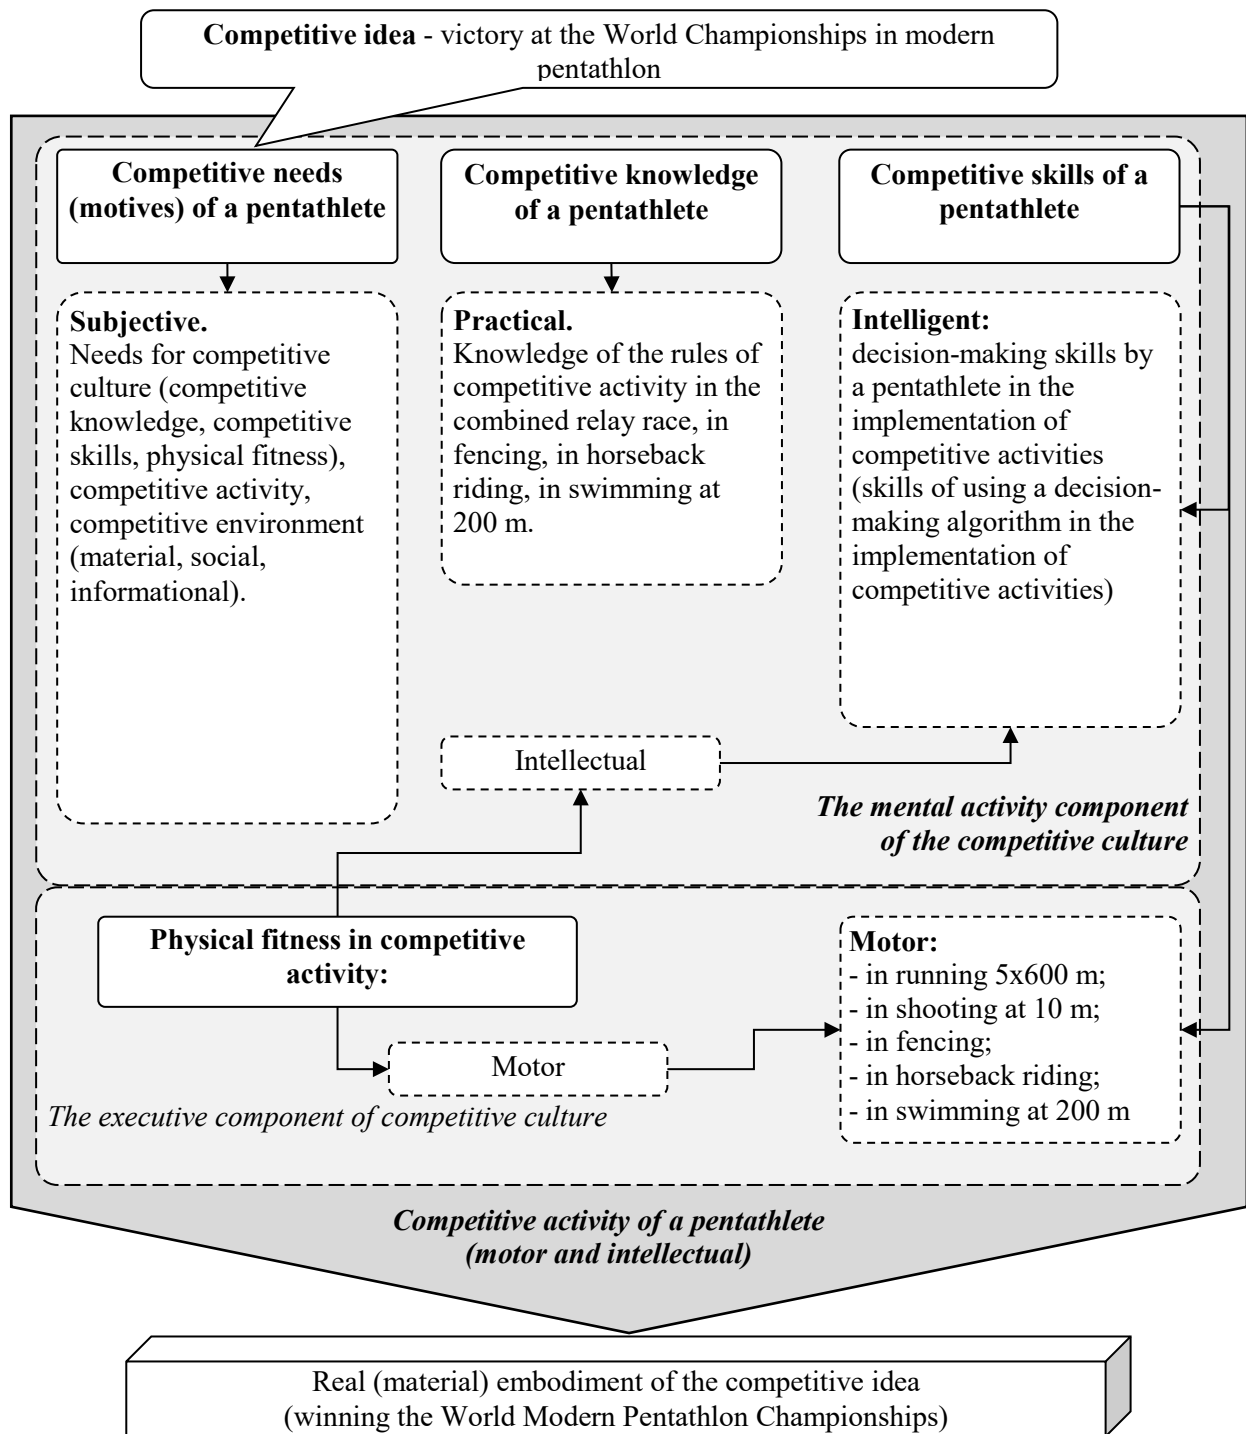 Competitive idea - victory at the World Championships in modern
pentathlon
Competitive needs
(motives) of a pentathlete
Competitive knowledge
of a pentathlete
Competitive skills of a
pentathlete
Subjective.
Needs for competitive
culture (competitive
knowledge, competitive
skills, physical fitness),
competitive activity,
competitive environment
(material, social,
informational).
Practical.
Knowledge of the rules of
competitive activity in the
combined relay race, in
fencing, in horseback
riding, in swimming at
200 m.
Intelligent:
decision-making skills by
a pentathlete in the
implementation of
competitive activities
(skills of using a decision-
making algorithm in the
implementation of
competitive activities)
Intellectual
The mental activity component
of the competitive culture
Physical fitness in competitive
activity:
Motor
Motor:
- in running 5x600 m;
- in shooting at 10 m;
- in fencing;
- in horseback riding;
- in swimming at 200 m
The executive component of competitive culture
Competitive activity of a pentathlete
(motor and intellectual)
Real (material) embodiment of the competitive idea
(winning the World Modern Pentathlon Championships)